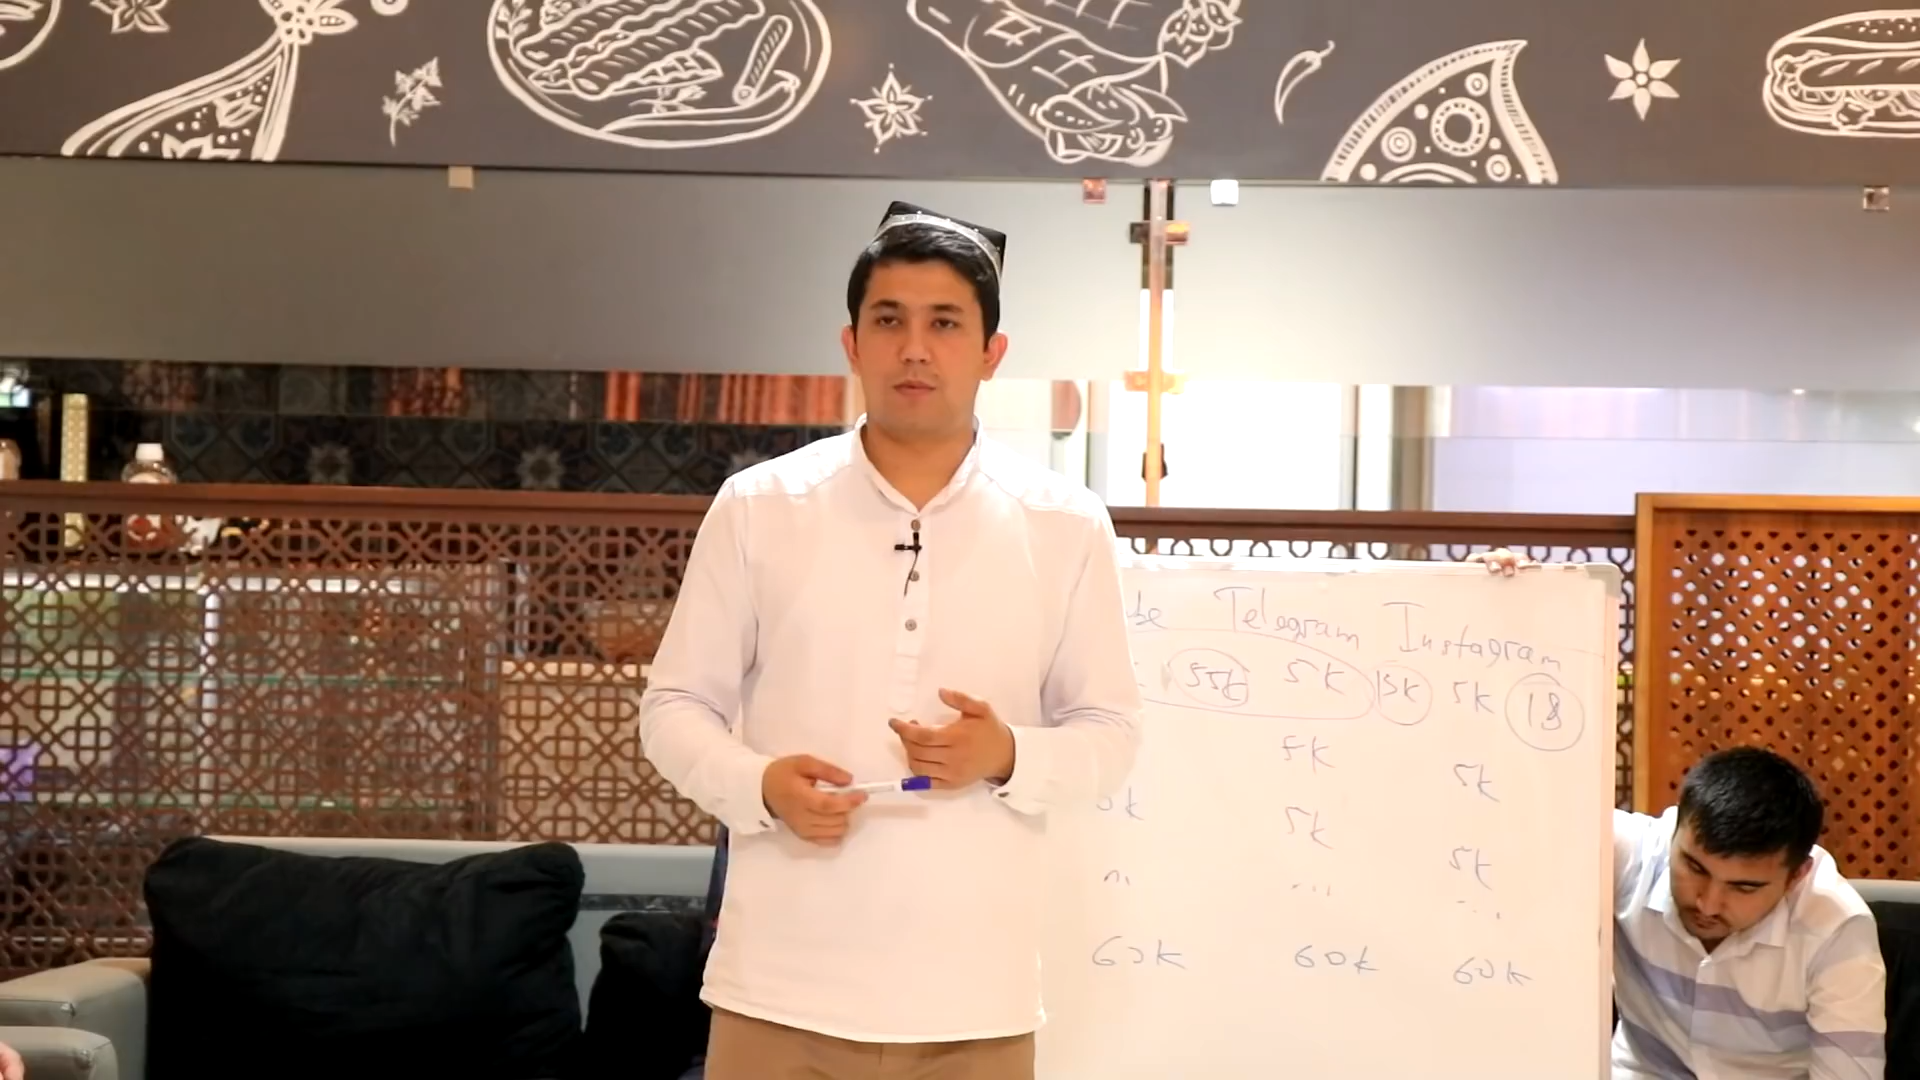 Telegram Instagram
55k 5k 15k 5k 18
5k
5k
5k
5k
... ...
60k 60k 60k